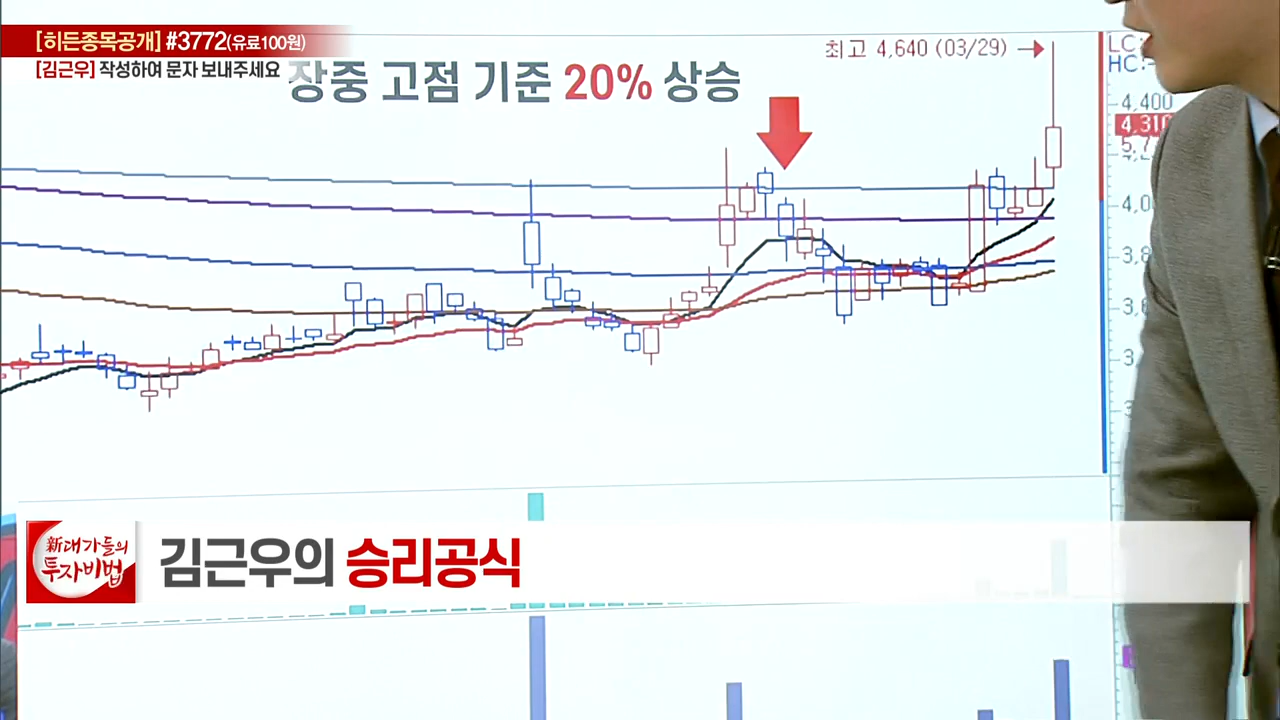 [히든종목공개] #3772(유료100원)
[김근우] 작성하여 문자 보내주세요
장중 고점 기준 20% 상승
최고 4,640 (03/29)
LC:
HC:-
4,400
4,310
新대가들의
투자비법
김근우의 승리공식